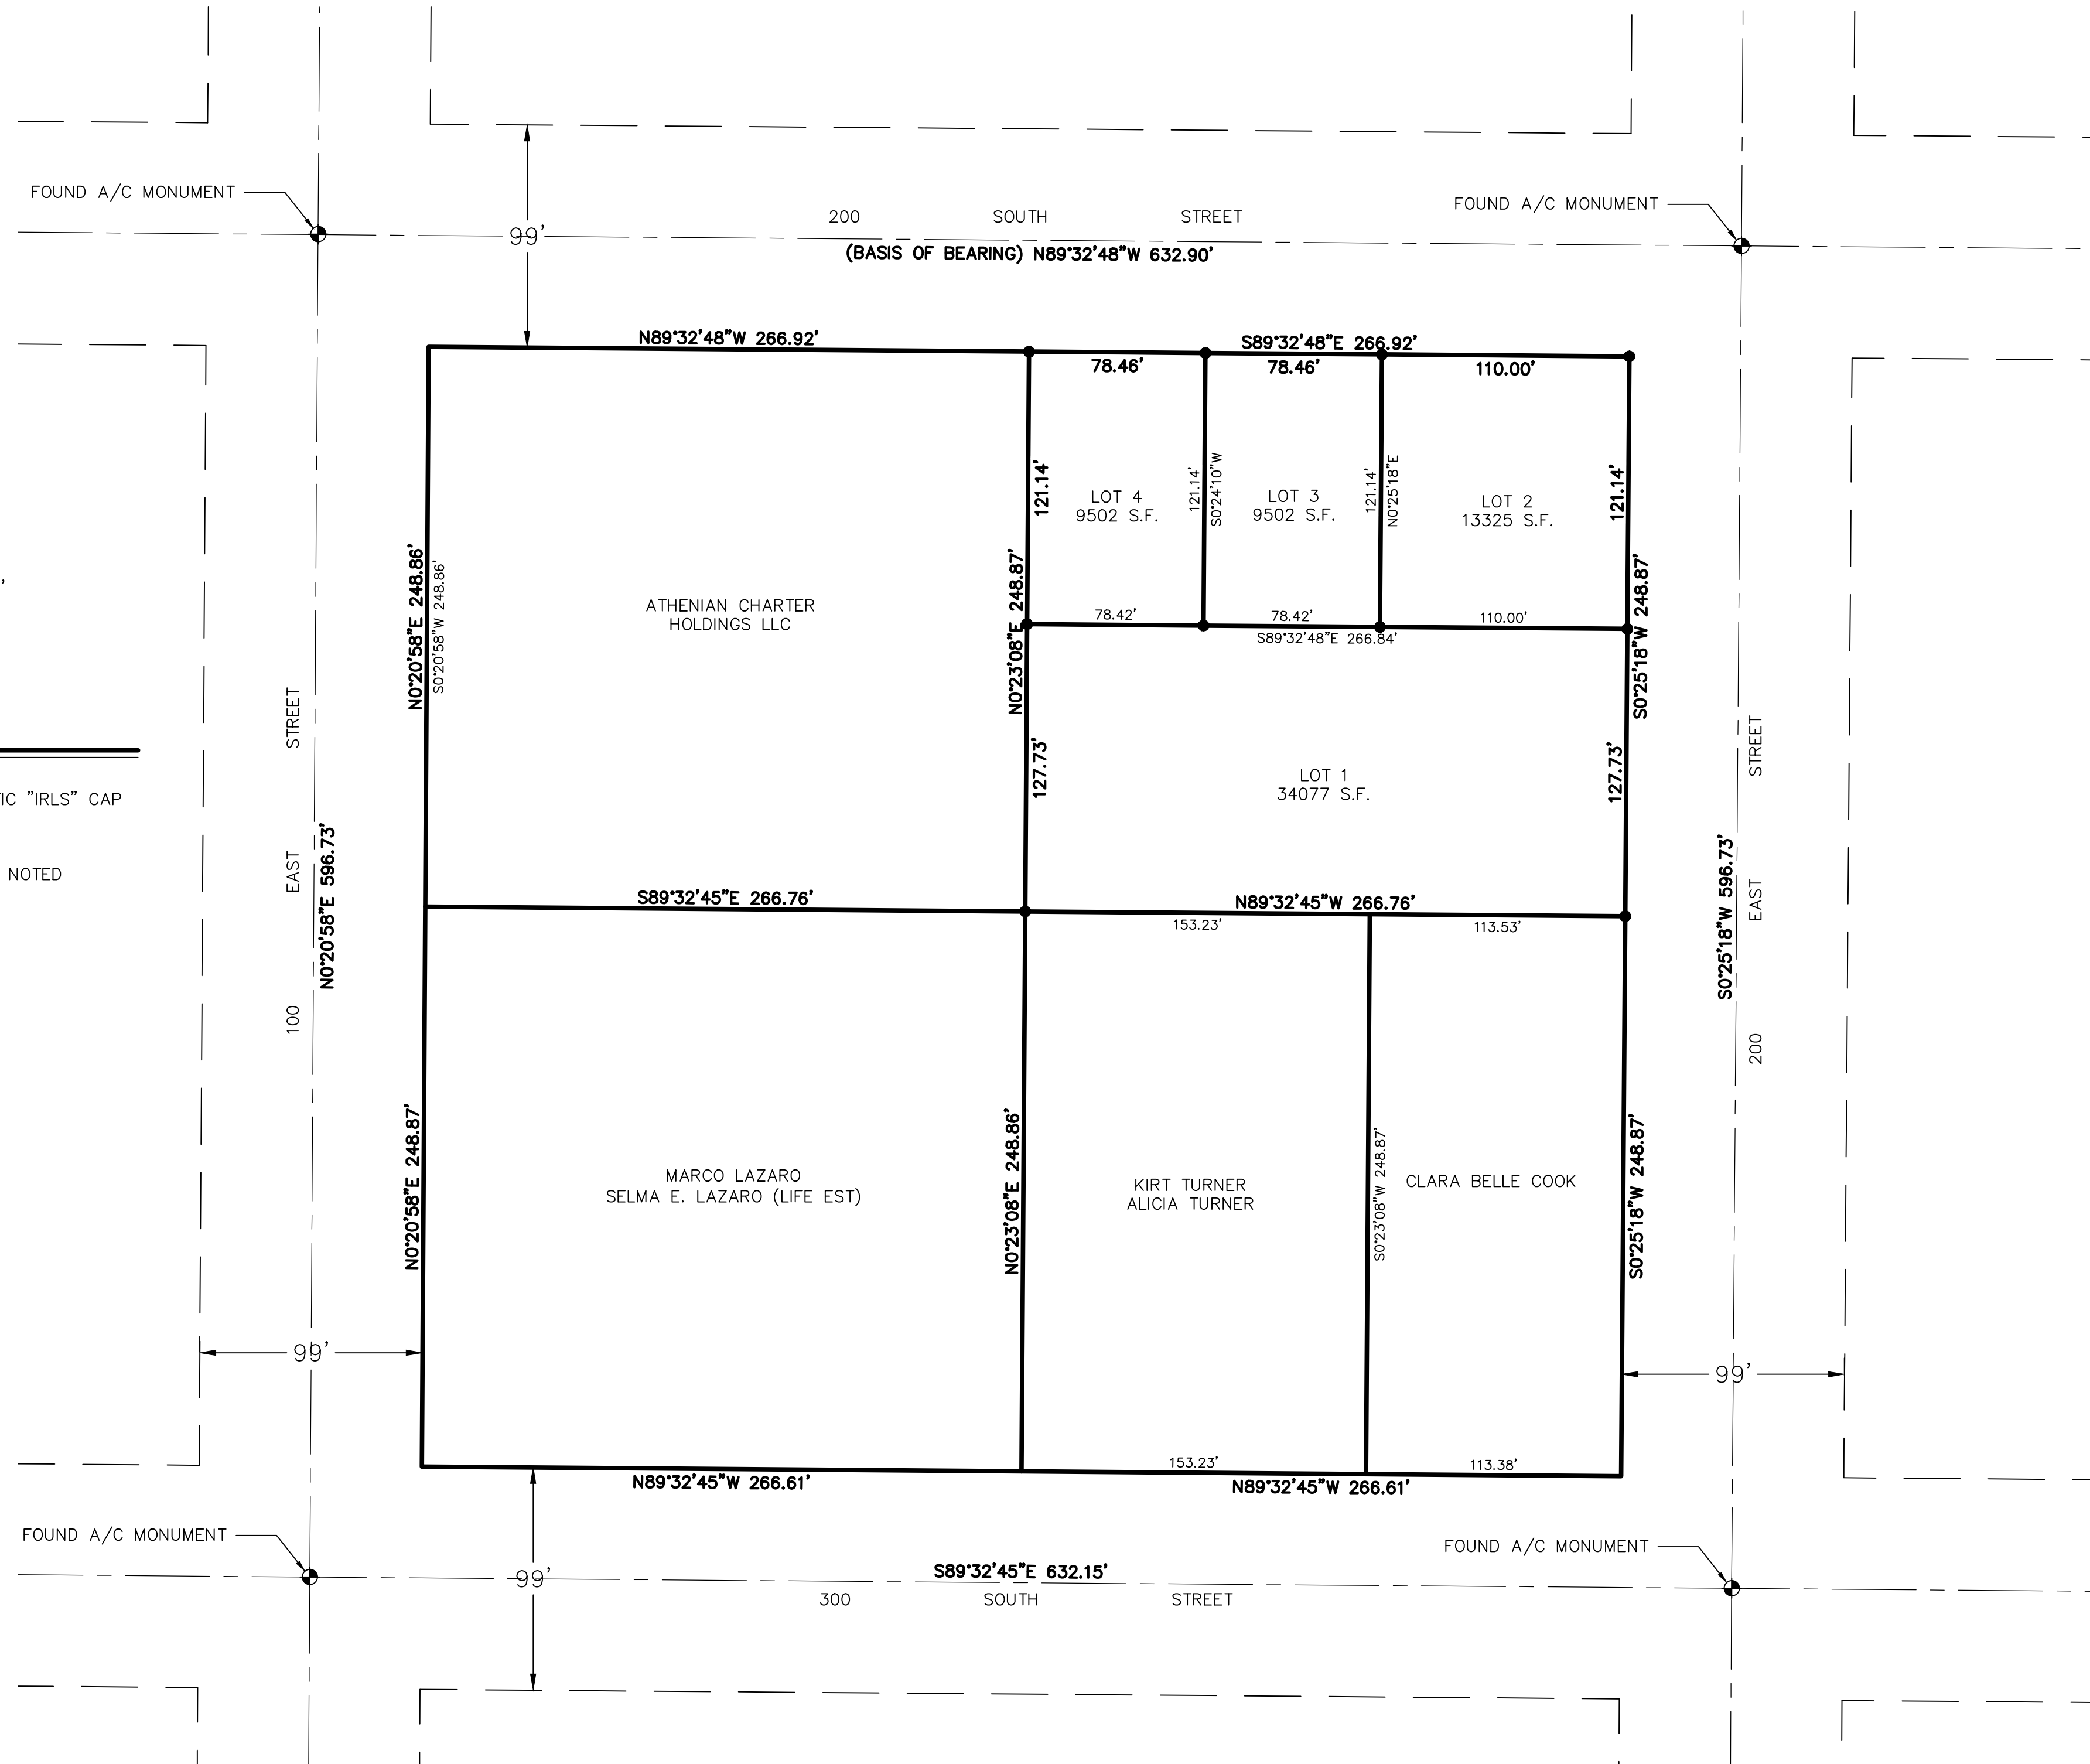 FOUND A/C MONUMENT
FOUND A/C MONUMENT
99'
200 SOUTH STREET
(BASIS OF BEARING) N89°32'48"W 632.90'
N89°32'48"W 266.92'
S89°32'48"E 266.92'
78.46'
78.46'
110.00'
121.14'
121.14'
S0°24'10"W
121.14'
N0°25'18"E
121.14'
LOT 4
9502 S.F.
LOT 3
9502 S.F.
LOT 2
13325 S.F.
N0°20'58"E 248.86'
S0°20'58"W 248.86'
ATHENIAN CHARTER
HOLDINGS LLC
N0°23'08"E 248.87'
S0°25'18"W 248.87'
78.42'
78.42'
110.00'
S89°32'48"E 266.84'
'
100 EAST STREET
N0°20'58"E 596.73'
127.73'
LOT 1
34077 S.F.
127.73'
200 EAST STREET
S0°25'18"W 596.73'
IC "IRLS" CAP
NOTED
S89°32'45"E 266.76'
N89°32'45"W 266.76'
153.23'
113.53'
N0°20'58"E 248.87'
MARCO LAZARO
SELMA E. LAZARO (LIFE EST)
N0°23'08"E 248.86'
KIRT TURNER
ALICIA TURNER
S0°23'08"W 248.87'
CLARA BELLE COOK
S0°25'18"W 248.87'
99'
99'
153.23'
113.38'
N89°32'45"W 266.61'
N89°32'45"W 266.61'
FOUND A/C MONUMENT
FOUND A/C MONUMENT
99'
S89°32'45"E 632.15'
300 SOUTH STREET